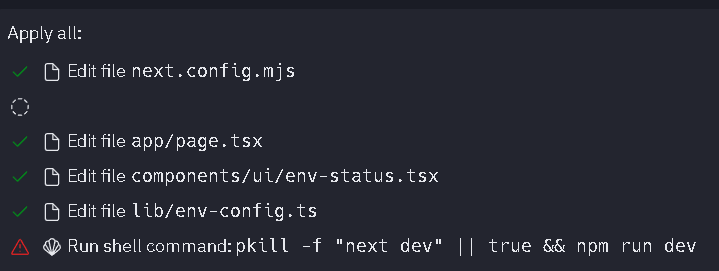 Apply all:
Edit file next.config.mjs
Edit file app/page.tsx
Edit file components/ui/env-status.tsx
Edit file lib/env-config.ts
Run shell command: pkill -f "next dev" || true && npm run dev